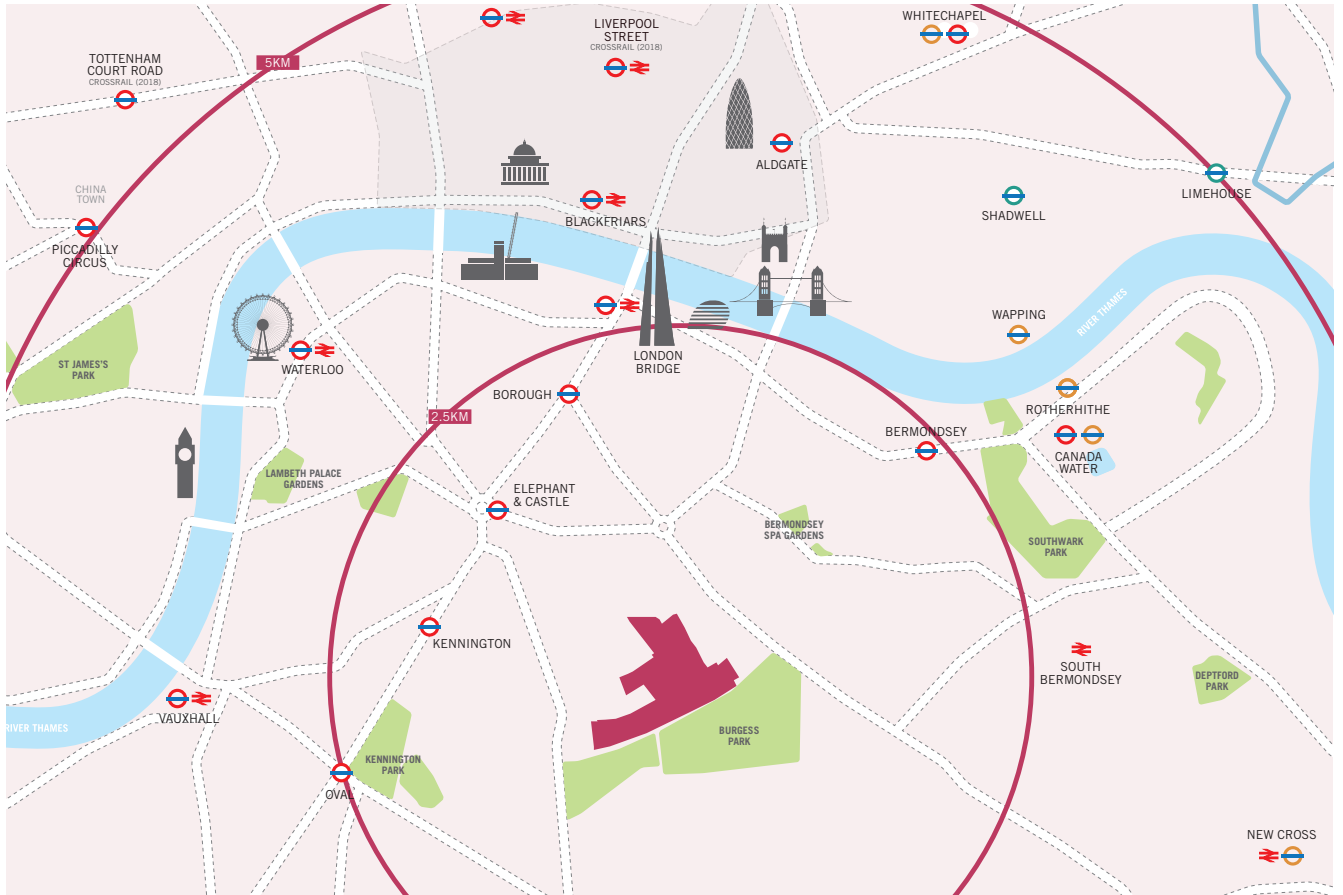 WHITECHAPEL
LIVERPOOL
STREET
CROSSRAIL (2018)
TOTTENHAM
COURT ROAD
CROSSRAIL (2018)
5KM
ALDGATE
CHINA
TOWN
LIMEHOUSE
SHADWELL
BLACKFRIARS
PICCADILLY
CIRCUS
WAPPING
RIVER THAMES
ST JAMES'S
PARK
WATERLOO
LONDON
BRIDGE
BOROUGH
2.5KM
ROTHERHITHE
BERMONDSEY
CANADA
WATER
LAMBETH PALACE
GARDENS
ELEPHANT
& CASTLE
BERMONDSEY
SPA GARDENS
SOUTHWARK
PARK
KENNINGTON
SOUTH
BERMONDSEY
DEPTFORD
PARK
VAUXHALL
RIVER THAMES
BURGESS
PARK
KENNINGTON
PARK
OVAL
NEW CROSS